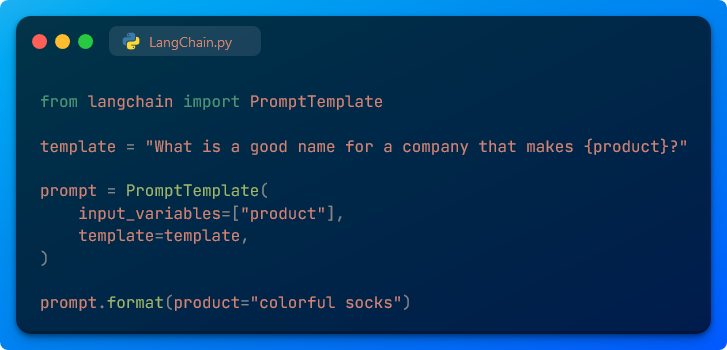 LangChain.py
from langchain import PromptTemplate
template = "What is a good name for a company that makes {product}?"
prompt = PromptTemplate(
    input_variables=["product"],
    template=template,
)
prompt.format(product="colorful socks")